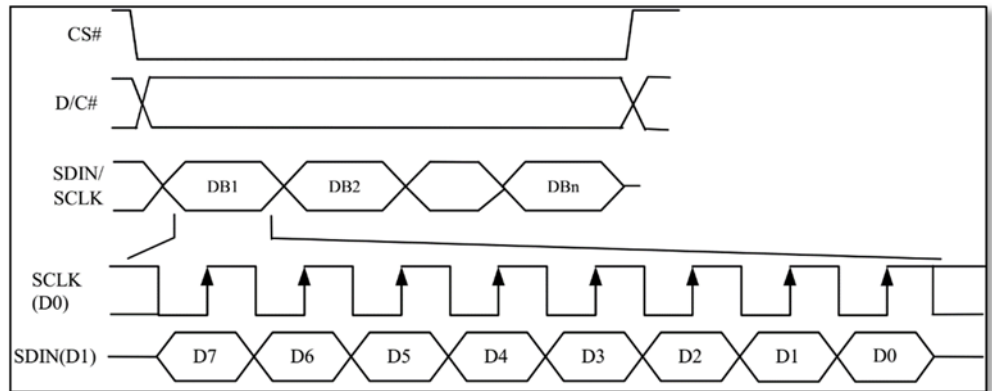 CS#
D/C#
SDIN/
SCLK
DB1 DB2 DBn
SCLK
(D0)
SDIN(D1) D7 D6 D5 D4 D3 D2 D1 D0